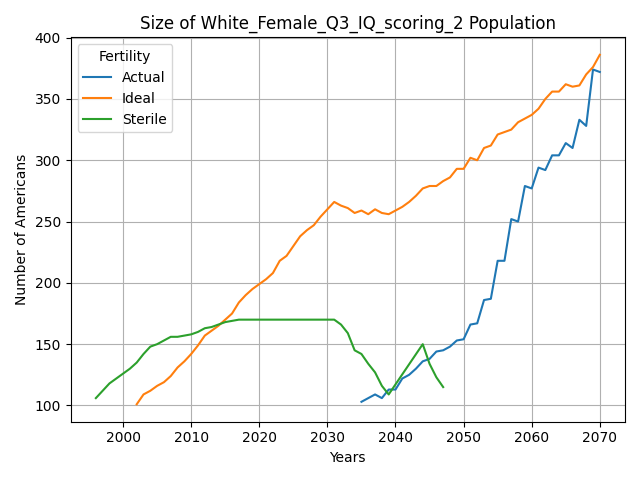 Size of White_Female_Q3_IQ_scoring_2 Population
Fertility
Actual
Ideal
Sterile
Number of Americans
400
350
300
250
200
150
100
2000 2010 2020 2030 2040 2050 2060 2070
Years